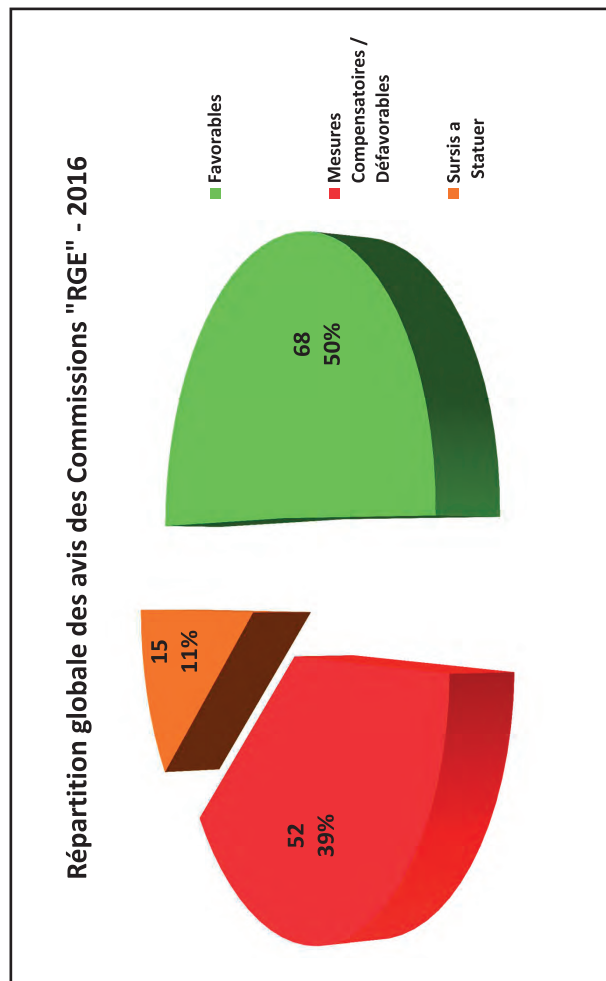 Répartition globale des avis des Commissions "RGE" - 2016
15
11%
68
50%
52
39%
Favorables
Mesures
Compensatoires /
Défavorables
Sursis a
Statuer